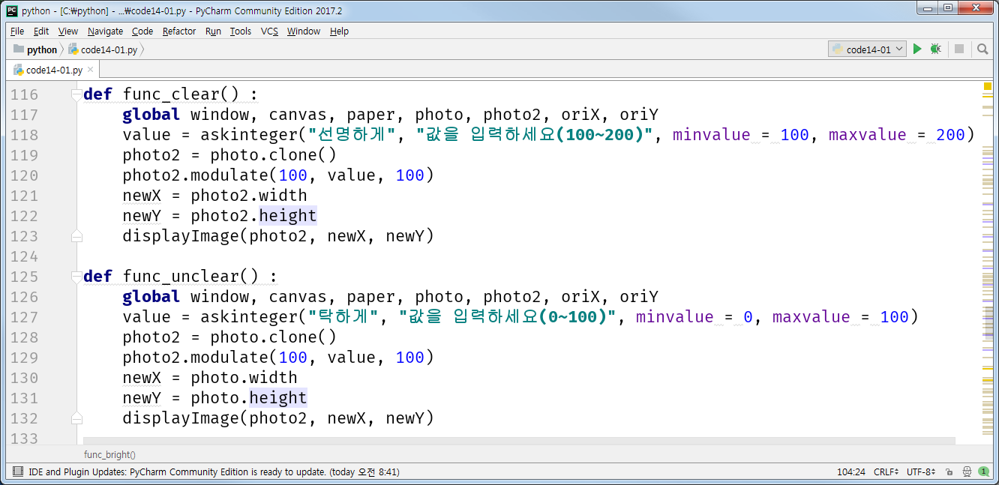 python - [C:₩python] - ...₩code14-01.py - PyCharm Community Edition 2017.2
File Edit View Navigate Code Refactor Run Tools VCS Window Help
python code14-01.py code14-01
code14-01.py
116 def func_clear() :
117 global window, canvas, paper, photo, photo2, oriX, oriY
118 value = askinteger("선명하게", "값을 입력하세요(100~200)", minvalue = 100, maxvalue = 200)
119 photo2 = photo.clone()
120 photo2.modulate(100, value, 100)
121 newX = photo2.width
122 newY = photo2.height
123 displayImage(photo2, newX, newY)
124
125 def func_unclear() :
126 global window, canvas, paper, photo, photo2, oriX, oriY
127 value = askinteger("탁하게", "값을 입력하세요(0~100)", minvalue = 0, maxvalue = 100)
128 photo2 = photo.clone()
129 photo2.modulate(100, value, 100)
130 newX = photo.width
131 newY = photo.height
132 displayImage(photo2, newX, newY)
133
func_bright()
IDE and Plugin Updates: PyCharm Community Edition is ready to update. (today 오전 8:41) 104:24 CRLF UTF-8 1